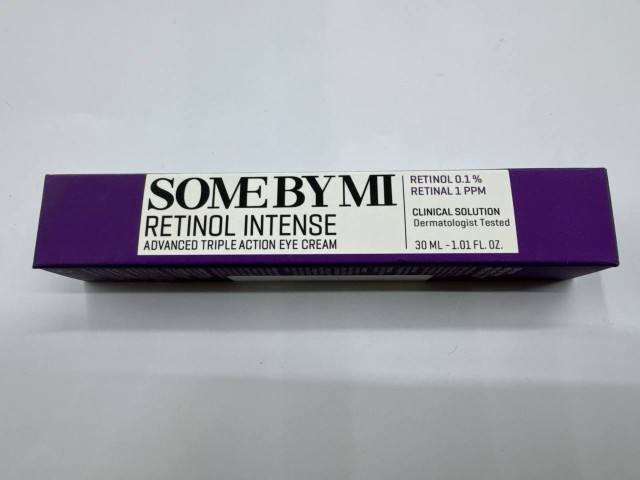 SOME BY MI
RETINOL INTENSE
ADVANCED TRIPLE ACTION EYE CREAM
RETINOL 0.1%
RETINAL 1 PPM
CLINICAL SOLUTION
Dermatologist Tested
30 ML - 1.01 FL. OZ.